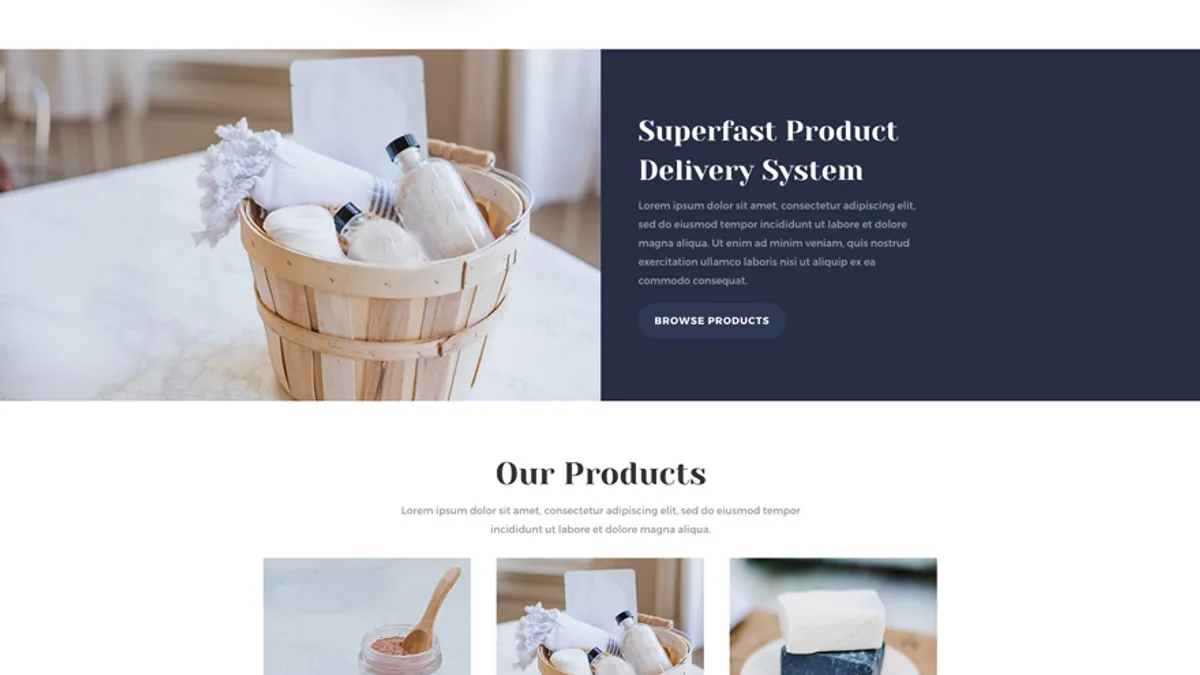 Superfast Product
Delivery System
Lorem ipsum dolor sit amet, consectetur adipiscing elit,
sed do eiusmod tempor incididunt ut labore et dolore
magna aliqua. Ut enim ad minim veniam, quis nostrud
exercitation ullamco laboris nisi ut aliquip ex ea
commodo consequat.
BROWSE PRODUCTS
Our Products
Lorem ipsum dolor sit amet, consectetur adipiscing elit, sed do eiusmod tempor
incididunt ut labore et dolore magna aliqua.